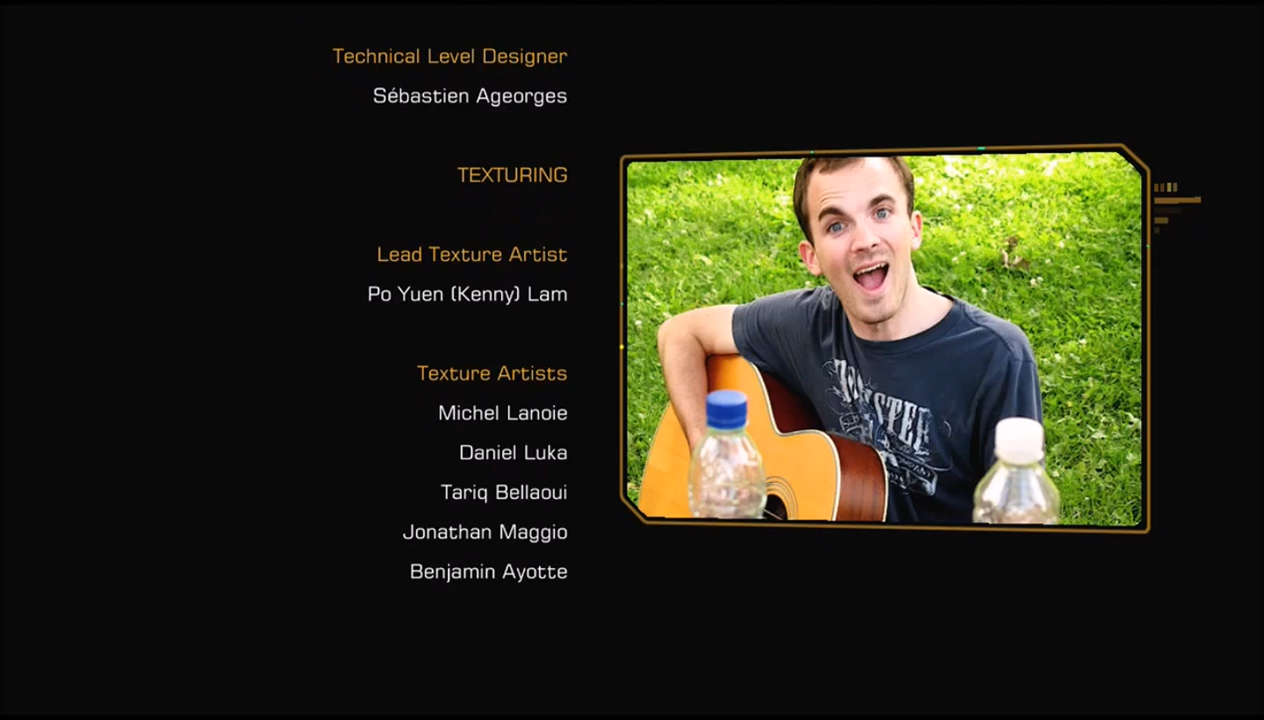 Technical Level Designer
Sébastien Ageorges
TEXTURING
Lead Texture Artist
Po Yuen (Kenny) Lam
Texture Artists
Michel Lanoie
Daniel Luka
Tariq Bellaoui
Jonathan Maggio
Benjamin Ayotte